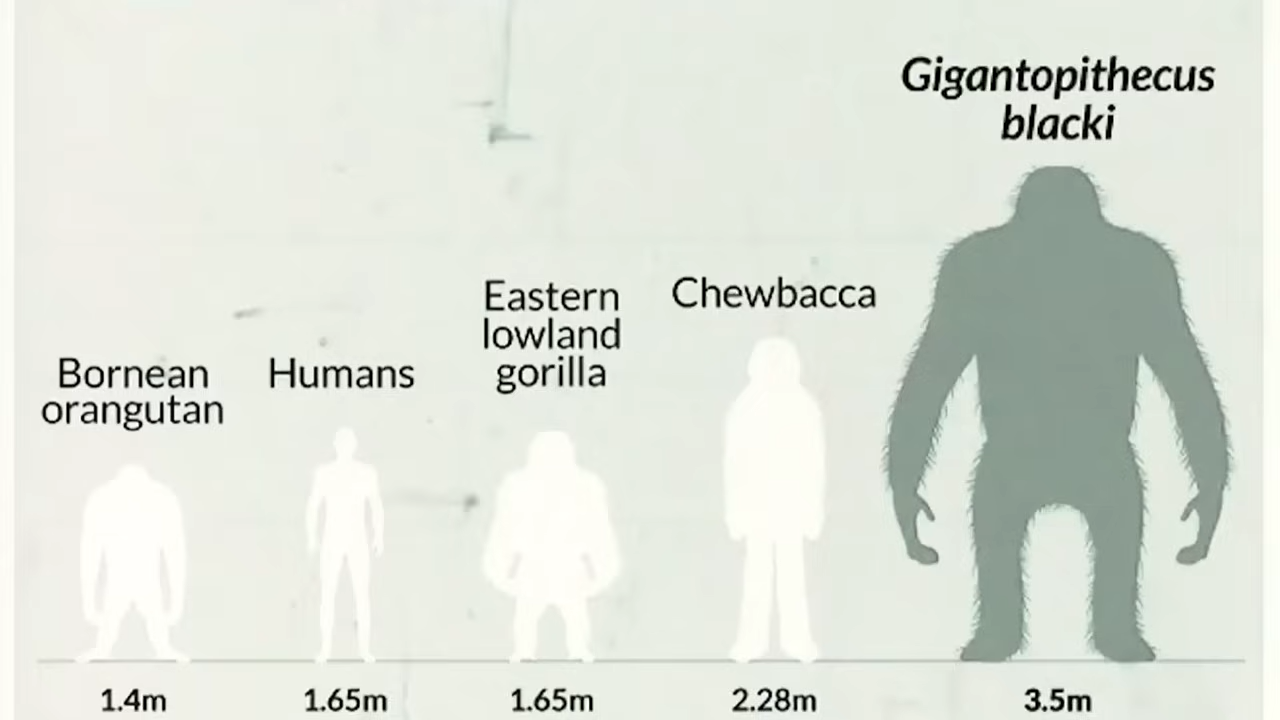 Gigantopithecus
blacki
Eastern
lowland
gorilla
Chewbacca
Bornean
orangutan
Humans
1.4m
1.65m
1.65m
2.28m
3.5m